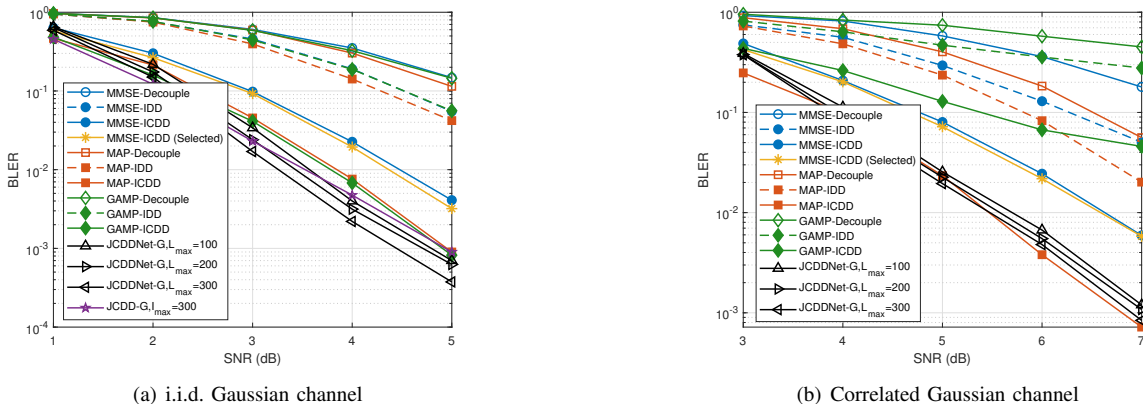 10^0
10^-1
10^-2
10^-3
10^-4
BLER
MMSE-Decouple
MMSE-IDD
MMSE-ICDD
MMSE-ICDD (Selected)
MAP-Decouple
MAP-IDD
MAP-ICDD
GAMP-Decouple
GAMP-IDD
GAMP-ICDD
JCDDNet-G,L_max=100
JCDDNet-G,L_max=200
JCDDNet-G,L_max=300
JCDD-G,I_max=300
1 2 3 4 5
SNR (dB)
(a) i.i.d. Gaussian channel
10^0
10^-1
10^-2
10^-3
BLER
MMSE-Decouple
MMSE-IDD
MMSE-ICDD
MMSE-ICDD (Selected)
MAP-Decouple
MAP-IDD
MAP-ICDD
GAMP-Decouple
GAMP-IDD
GAMP-ICDD
JCDDNet-G,L_max=100
JCDDNet-G,L_max=200
JCDDNet-G,L_max=300
3 4 5 6 7
SNR (dB)
(b) Correlated Gaussian channel